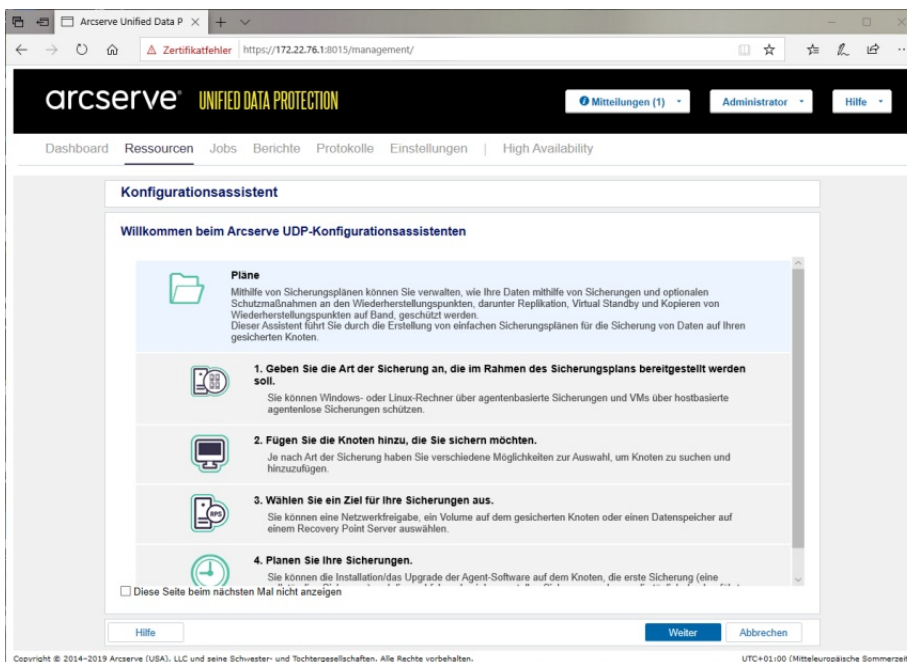 Arcserve Unified Data P
Zertifikatfehler https://172.22.76.1:8015/management/
arcserve® UNIFIED DATA PROTECTION
Mitteilungen (1) Administrator Hilfe
Dashboard Ressourcen Jobs Berichte Protokolle Einstellungen | High Availability
Konfigurationsassistent
Willkommen beim Arcserve UDP-Konfigurationsassistenten
Pläne
Mithilfe von Sicherungsplänen können Sie verwalten, wie Ihre Daten mithilfe von Sicherungen und optionalen
Schutzmaßnahmen an den Wiederherstellungspunkten, darunter Replikation, Virtual Standby und Kopieren von
Wiederherstellungspunkten auf Band, geschützt werden.
Dieser Assistent führt Sie durch die Erstellung von einfachen Sicherungsplänen für die Sicherung von Daten auf Ihren
gesicherten Knoten.
1. Geben Sie die Art der Sicherung an, die im Rahmen des Sicherungsplans bereitgestellt werden
soll.
Sie können Windows- oder Linux-Rechner über agentenbasierte Sicherungen und VMs über hostbasierte
agentenlose Sicherungen schützen.
2. Fügen Sie die Knoten hinzu, die Sie sichern möchten.
Je nach Art der Sicherung haben Sie verschiedene Möglichkeiten zur Auswahl, um Knoten zu suchen und
hinzuzufügen.
RPS
3. Wählen Sie ein Ziel für Ihre Sicherungen aus.
Sie können eine Netzwerkfreigabe, ein Volume auf dem gesicherten Knoten oder einen Datenspeicher auf
einem Recovery Point Server auswählen.
4. Planen Sie Ihre Sicherungen.
Sie können die Installation/das Upgrade der Agent-Software auf dem Knoten, die erste Sicherung (eine
Diese Seite beim nächsten Mal nicht anzeigen
Hilfe Weiter Abbrechen
Copyright © 2014-2019 Arcserve (USA), LLC und seine Schwester- und Tochtergesellschaften. Alle Rechte vorbehalten. UTC+01:00 (Mitteleuropäische Sommerzeit